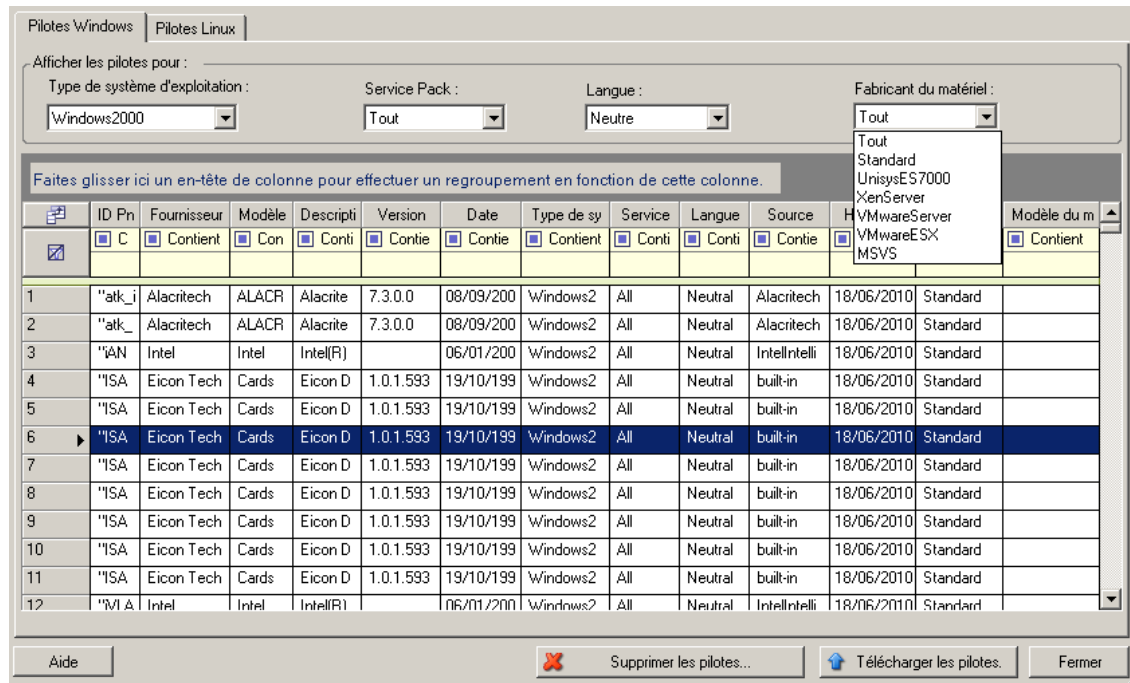 Pilotes Windows Pilotes Linux
Afficher les pilotes pour :
Type de système d'exploitation : Service Pack : Langue : Fabricant du matériel :
Windows2000 Tout Neutre Tout
Tout
Standard
UnisysES7000
XenServer
VMwareServer
VMwareESX
MSVS
Faites glisser ici un en-tête de colonne pour effectuer un regroupement en fonction de cette colonne.
ID Pn Fournisseur Modèle Descripti Version Date Type de sy Service Langue Source H Modèle du m
C Contient Con Conti Contie Contie Contient Conti Conti Contie Contient
1 "atk_i Alacritech ALACR Alacrite 7.3.0.0 08/09/200 Windows2 All Neutral Alacritech 18/06/2010 Standard
2 "atk_ Alacritech ALACR Alacrite 7.3.0.0 08/09/200 Windows2 All Neutral Alacritech 18/06/2010 Standard
3 "iAN Intel Intel Intel(R) 06/01/200 Windows2 All Neutral IntelIntelli 18/06/2010 Standard
4 "ISA Eicon Tech Cards Eicon D 1.0.1.593 19/10/199 Windows2 All Neutral built-in 18/06/2010 Standard
5 "ISA Eicon Tech Cards Eicon D 1.0.1.593 19/10/199 Windows2 All Neutral built-in 18/06/2010 Standard
6 "ISA Eicon Tech Cards Eicon D 1.0.1.593 19/10/199 Windows2 All Neutral built-in 18/06/2010 Standard
7 "ISA Eicon Tech Cards Eicon D 1.0.1.593 19/10/199 Windows2 All Neutral built-in 18/06/2010 Standard
8 "ISA Eicon Tech Cards Eicon D 1.0.1.593 19/10/199 Windows2 All Neutral built-in 18/06/2010 Standard
9 "ISA Eicon Tech Cards Eicon D 1.0.1.593 19/10/199 Windows2 All Neutral built-in 18/06/2010 Standard
10 "ISA Eicon Tech Cards Eicon D 1.0.1.593 19/10/199 Windows2 All Neutral built-in 18/06/2010 Standard
11 "ISA Eicon Tech Cards Eicon D 1.0.1.593 19/10/199 Windows2 All Neutral built-in 18/06/2010 Standard
12 Intel Intel Intel(R) 06/01/200 Windows2 All Neutral IntelIntelli 18/06/2010 Standard
Aide Supprimer les pilotes... Télécharger les pilotes. Fermer